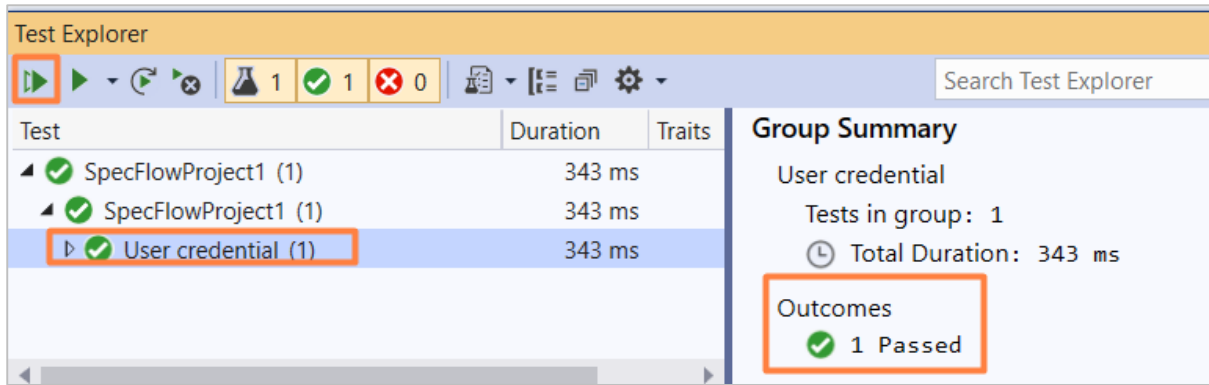 Test Explorer
1 1 0 Search Test Explorer
Test Duration Traits
SpecFlowProject1 (1) 343 ms
SpecFlowProject1 (1) 343 ms
User credential (1) 343 ms
Group Summary
User credential
Tests in group: 1
Total Duration: 343 ms
Outcomes
1 Passed